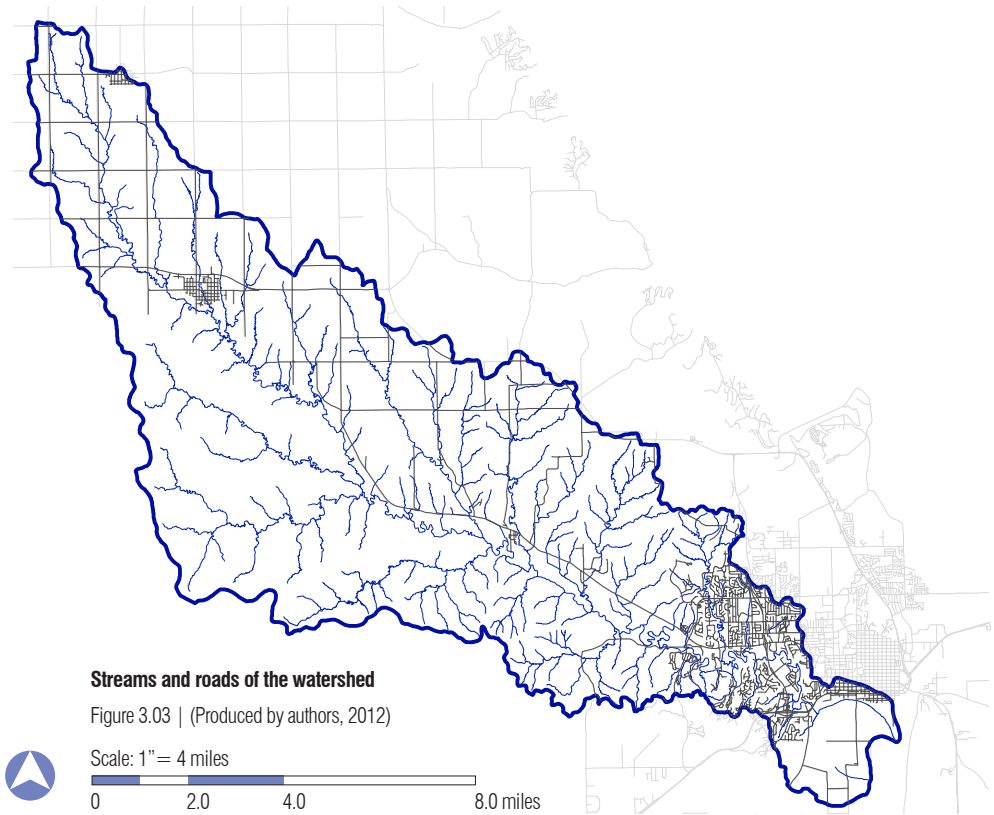 Streams and roads of the watershed
Figure 3.03 | (Produced by authors, 2012)
Scale: 1”= 4 miles
0 2.0 4.0 8.0 miles